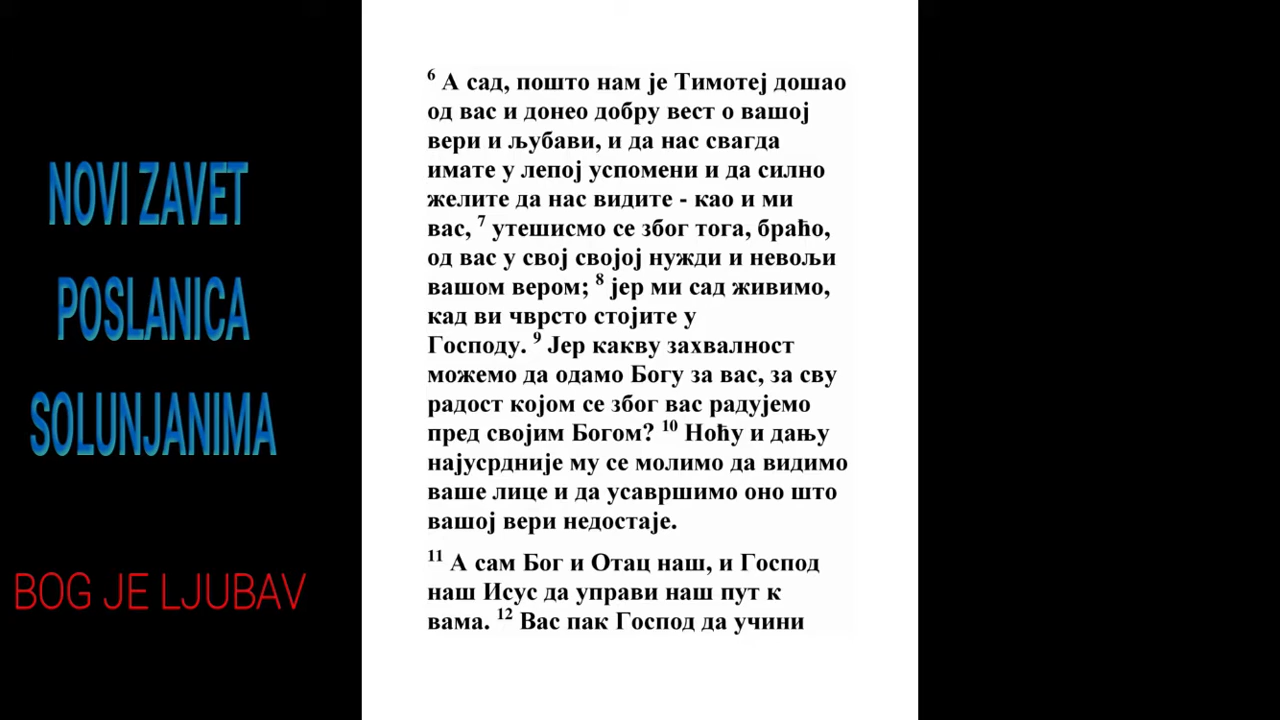 NOVI ZAVET
POSLANICA
SOLUNJANIMA
BOG JE LJUBAV
6 А сад, пошто нам је Тимотеј дошао
од вас и донео добру вест о вашој
вери и љубави, и да нас свагда
имате у лепој успомени и да силно
желите да нас видите - као и ми
вас, 7 утешисмо се због тога, браћо,
од вас у свој својој нужди и невољи
вашом вером; 8 јер ми сад живимо,
кад ви чврсто стојите у
Господу. 9 Јер какву захвалност
можемо да одамо Богу за вас, за сву
радост којом се због вас радујемо
пред својим Богом? 10 Ноћу и дању
најусрдније му се молимо да видимо
ваше лице и да усавршимо оно што
вашој вери недостаје.
11 А сам Бог и Отац наш, и Господ
наш Исус да управи наш пут к
вама. 12 Вас пак Господ да учини